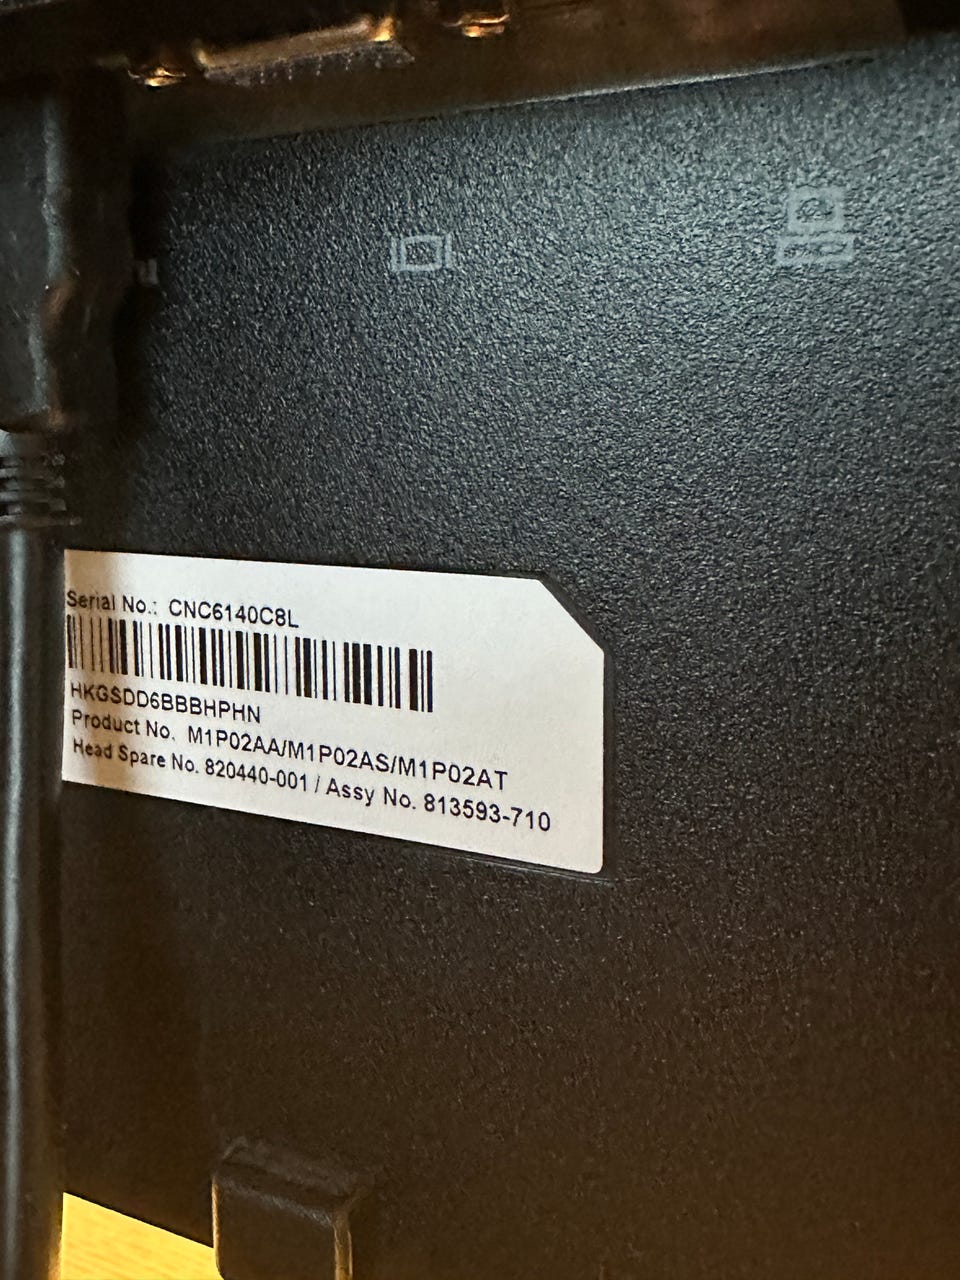 Serial No.: CNC6140C8L
HKGSDD6BBBHPHN
Product No. M1P02AA/M1P02AS/M1P02AT
Head Spare No. 820440-001 / Assy No. 813593-710